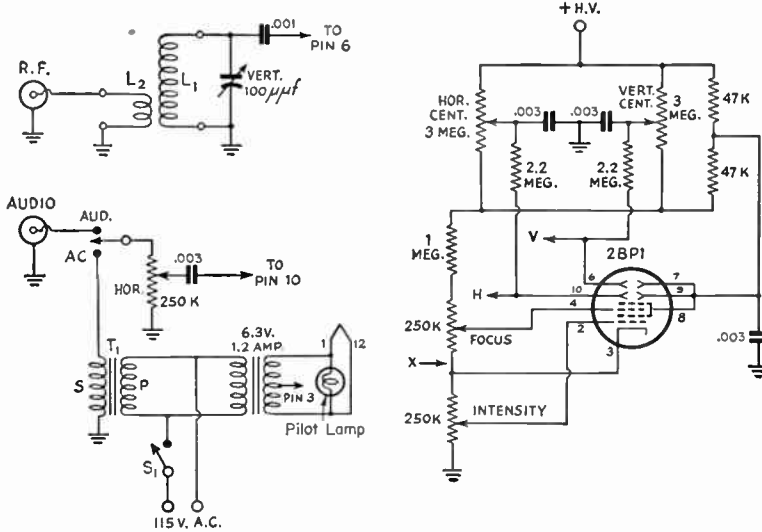 .001
TO
PIN 6
R.F.
L2
L1
VERT.
100μμf
AUDIO
AUD.
AC
HOR.
250 K
.003
TO
PIN 10
T1
S
P
6.3V.
1.2 AMP.
1
12
PIN 3
Pilot Lamp
S1
115 V. A.C.
+ H.V.
HOR.
CENT.
3 MEG.
.003
.003
VERT.
CENT.
3
MEG.
47 K
2.2
MEG.
2.2
MEG.
47 K
1
MEG.
V
2BP1
6
7
H
10
9
4
8
2
3
250K
FOCUS
X
.003
250K
INTENSITY